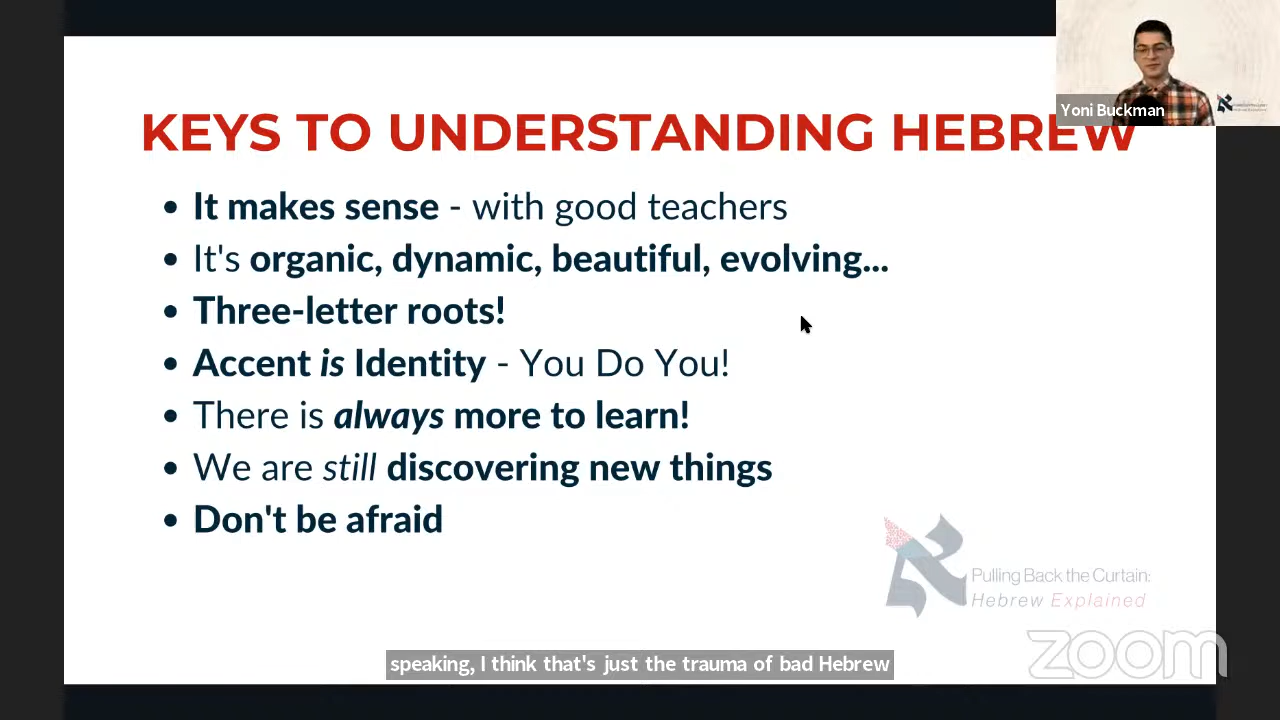 Yoni Buckman
KEYS TO UNDERSTANDING HEBREW
• It makes sense - with good teachers
• It's organic, dynamic, beautiful, evolving...
• Three-letter roots!
• Accent is Identity - You Do You!
• There is always more to learn!
• We are still discovering new things
• Don't be afraid
א
Pulling Back the Curtain:
Hebrew Explained
zoom
speaking, I think that's just the trauma of bad Hebrew